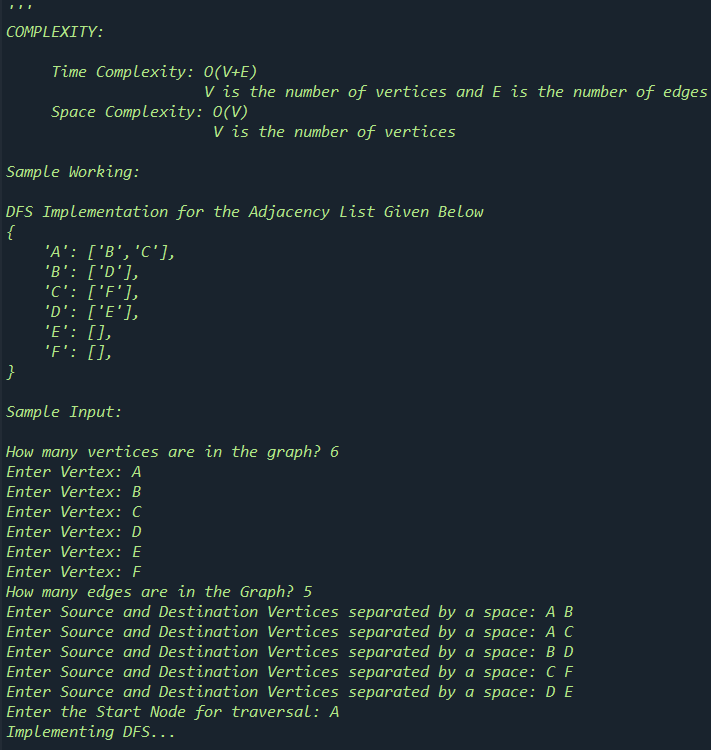 '''
COMPLEXITY:
Time Complexity: O(V+E)
V is the number of vertices and E is the number of edges
Space Complexity: O(V)
V is the number of vertices
Sample Working:
DFS Implementation for the Adjacency List Given Below
{
'A': ['B','C'],
'B': ['D'],
'C': ['F'],
'D': ['E'],
'E': [],
'F': [],
}
Sample Input:
How many vertices are in the graph? 6
Enter Vertex: A
Enter Vertex: B
Enter Vertex: C
Enter Vertex: D
Enter Vertex: E
Enter Vertex: F
How many edges are in the Graph? 5
Enter Source and Destination Vertices separated by a space: A B
Enter Source and Destination Vertices separated by a space: A C
Enter Source and Destination Vertices separated by a space: B D
Enter Source and Destination Vertices separated by a space: C F
Enter Source and Destination Vertices separated by a space: D E
Enter the Start Node for traversal: A
Implementing DFS...